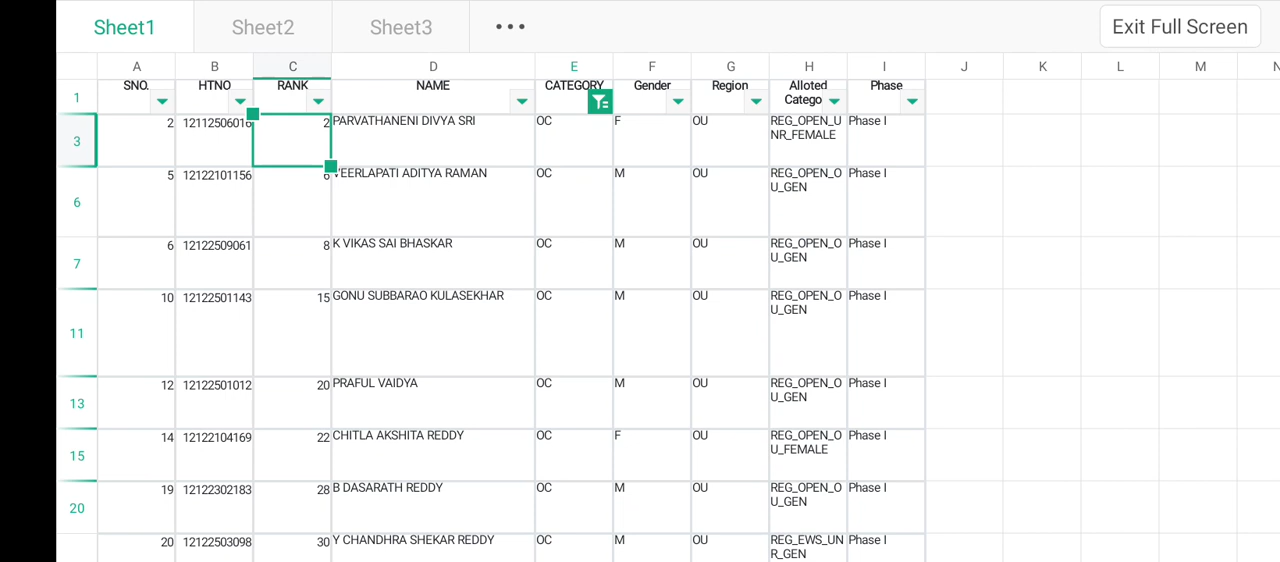 Sheet1 Sheet2 Sheet3 ••• Exit Full Screen
A B C D E F G H I J K L M N
1 SNO. HTNO RANK NAME CATEGORY Gender Region Alloted Phase
Catego
3 2 12112506016 2 PARVATHANENI DIVYA SRI OC F OU REG_OPEN_U Phase I
NR_FEMALE
6 5 12122101156 6 VEERLAPATI ADITYA RAMAN OC M OU REG_OPEN_O Phase I
U_GEN
7 6 12122509061 8 K VIKAS SAI BHASKAR OC M OU REG_OPEN_O Phase I
U_GEN
11 10 12122501143 15 GONU SUBBARAO KULASEKHAR OC M OU REG_OPEN_O Phase I
U_GEN
13 12 12122501012 20 PRAFUL VAIDYA OC M OU REG_OPEN_O Phase I
U_GEN
15 14 12122104169 22 CHITLA AKSHITA REDDY OC F OU REG_OPEN_O Phase I
U_FEMALE
20 19 12122302183 28 B DASARATH REDDY OC M OU REG_OPEN_O Phase I
U_GEN
20 12122503098 30 Y CHANDHRA SHEKAR REDDY OC M OU REG_EWS_UN Phase I
R_GEN